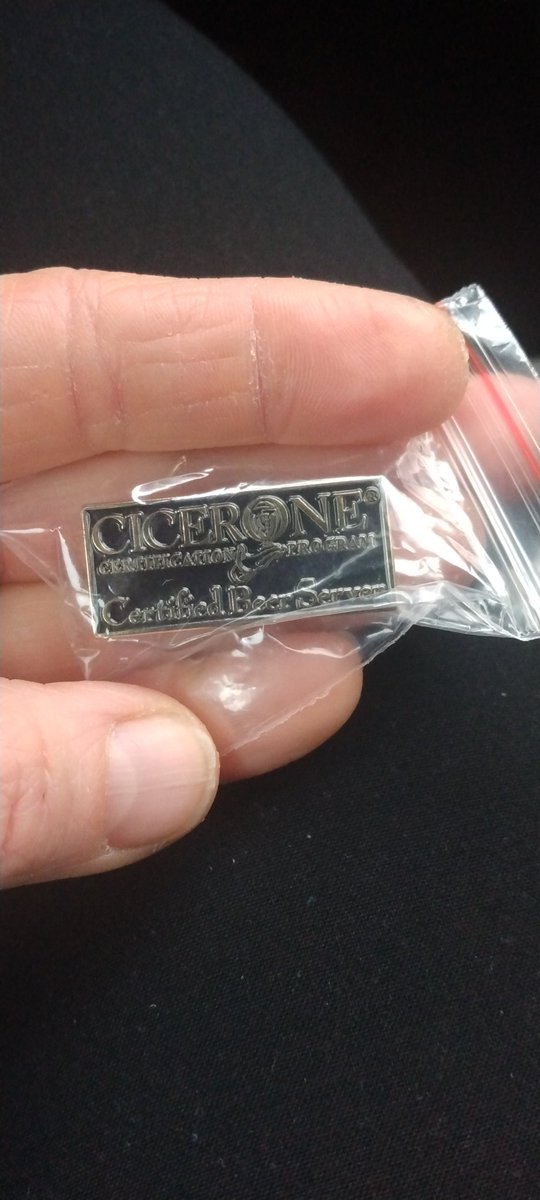 CICERONE®
CERTIFICATION PROGRAM
Certified Beer Server